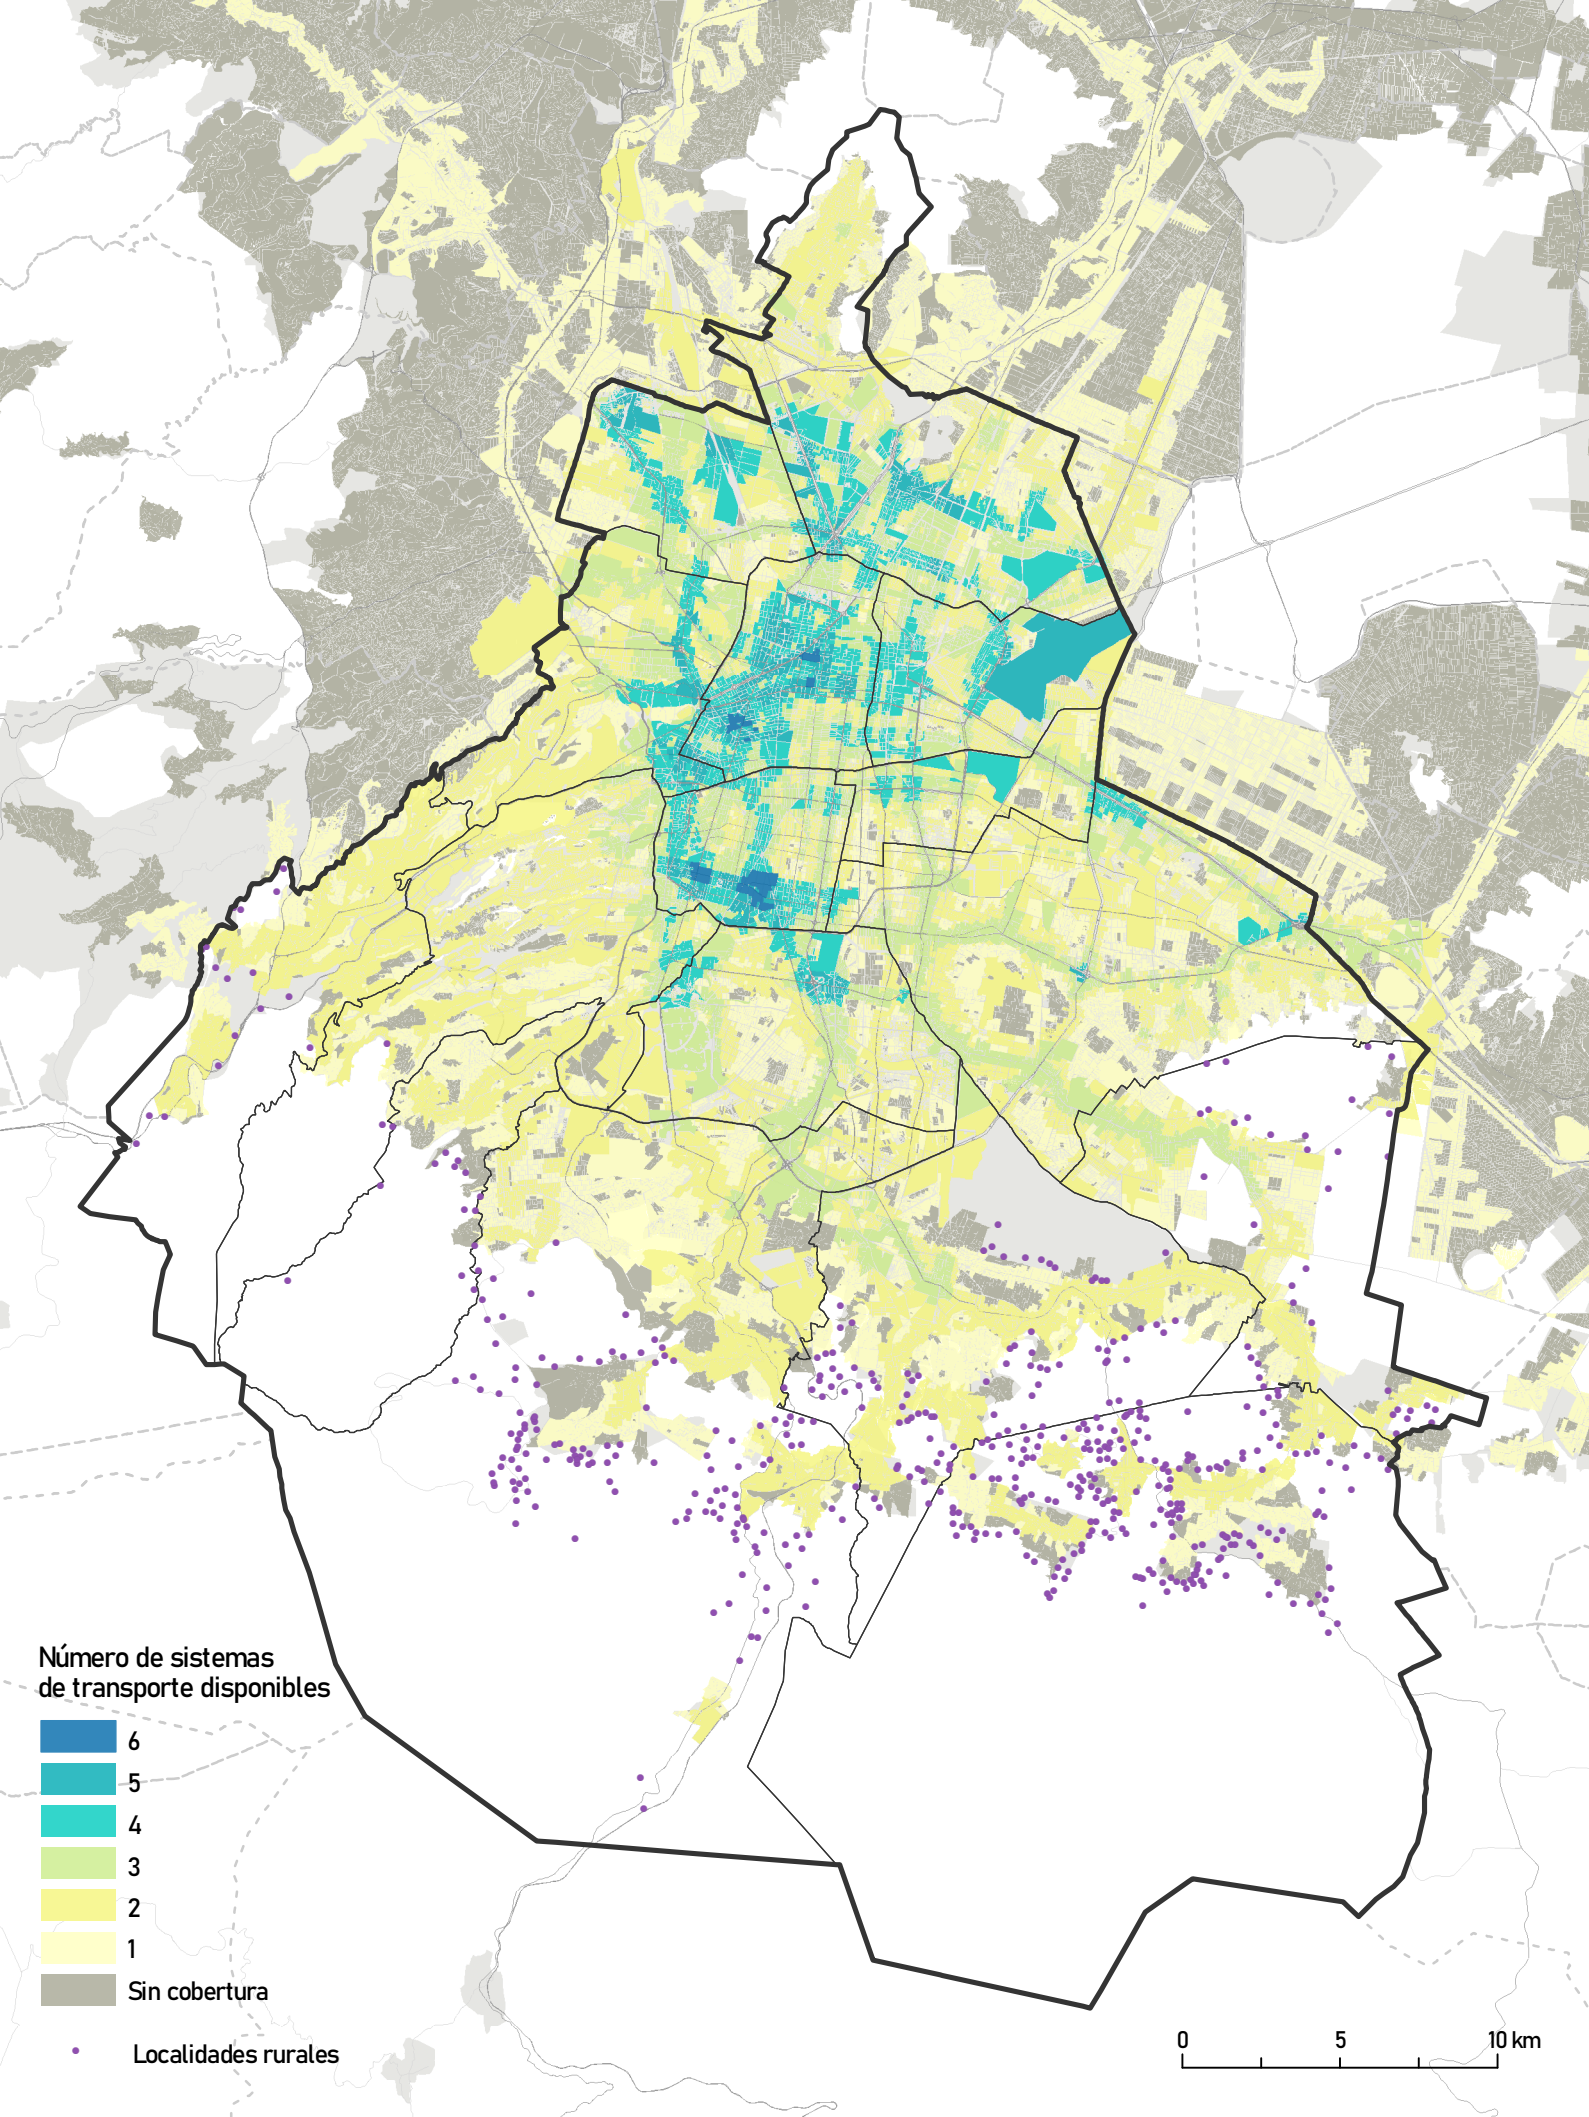 Número de sistemas
de transporte disponibles
6
5
4
3
2
1
Sin cobertura
Localidades rurales
0 5 10 km